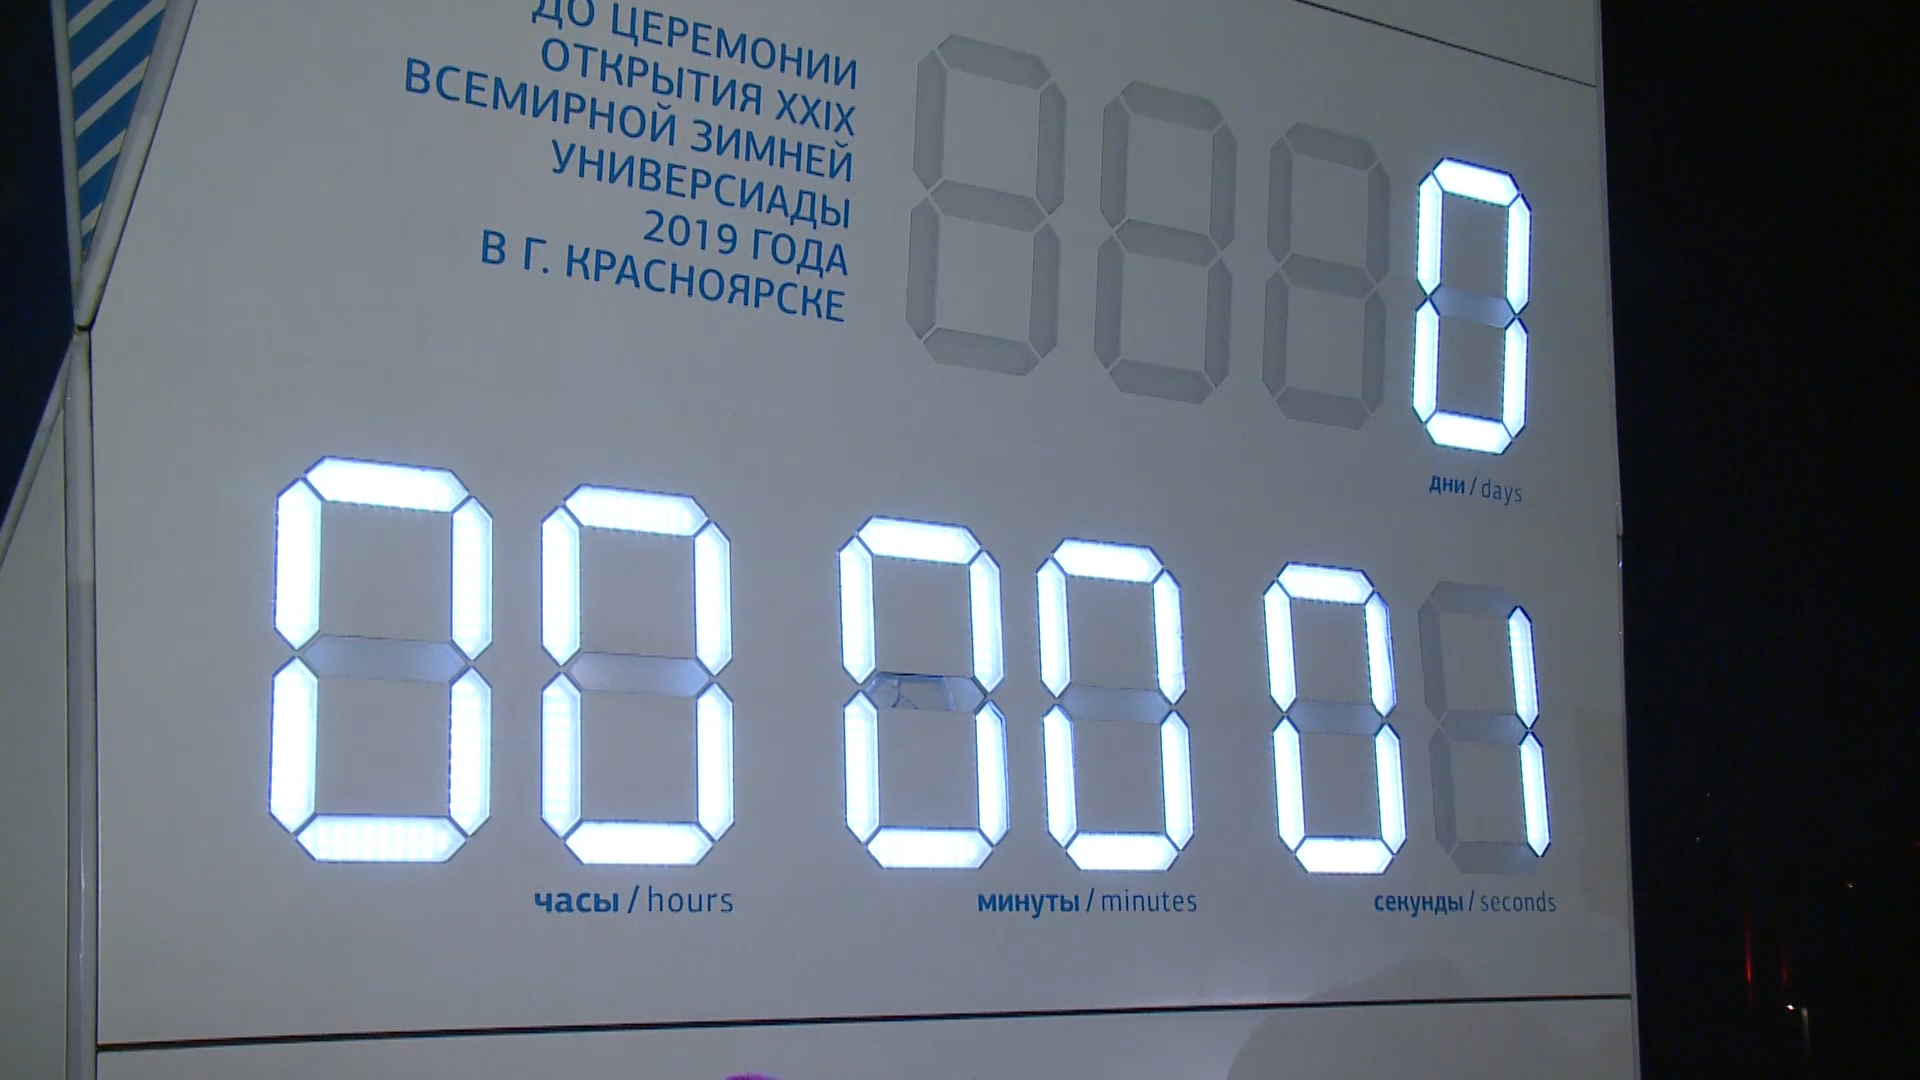 ДО ЦЕРЕМОНИИ
ОТКРЫТИЯ XXIX
ВСЕМИРНОЙ ЗИМНЕЙ
УНИВЕРСИАДЫ
2019 ГОДА
В Г. КРАСНОЯРСКЕ
0
дни / days
00 00 01
часы / hours минуты / minutes секунды / seconds